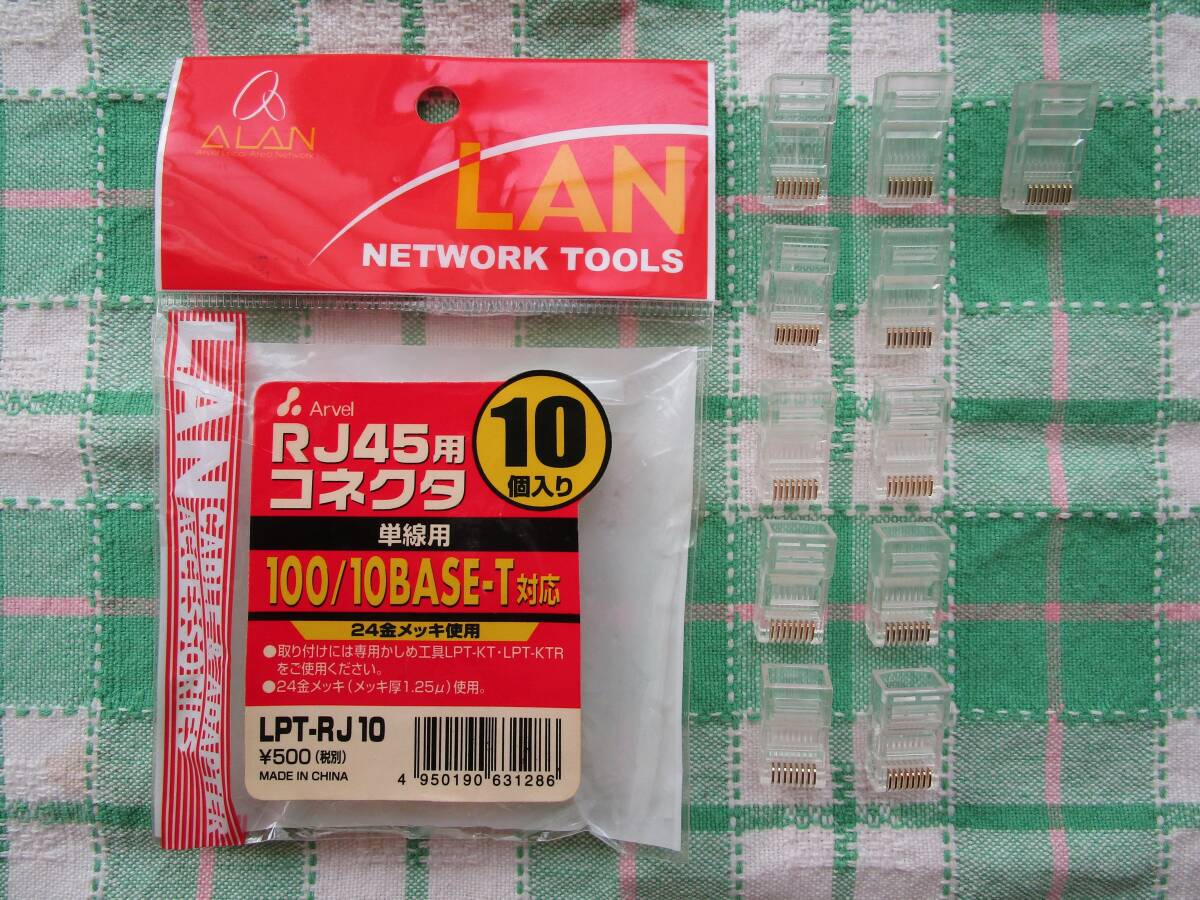 ALAN
Arvel Local Area Network
LAN
NETWORK TOOLS
LAN CABLE & ADAPTER
ACCESSORIES
Arvel
RJ45用
コネクタ
10
個入り
単線用
100/10BASE-T対応
24金メッキ使用
●取り付けには専用かしめ工具LPT-KT・LPT-KTR
をご使用ください。
●24金メッキ(メッキ厚1.25μ)使用。
LPT-RJ10
¥500(税別)
MADE IN CHINA
4 950190 631286